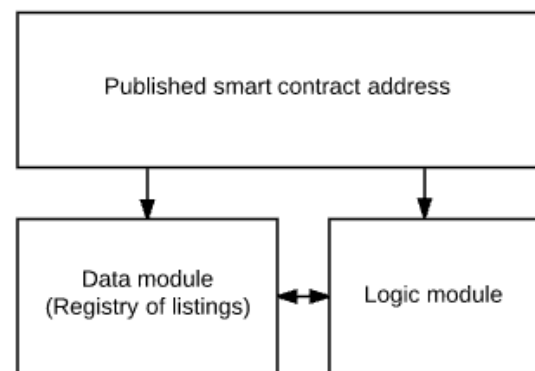 Published smart contract address
Data module
(Registry of listings)
Logic module